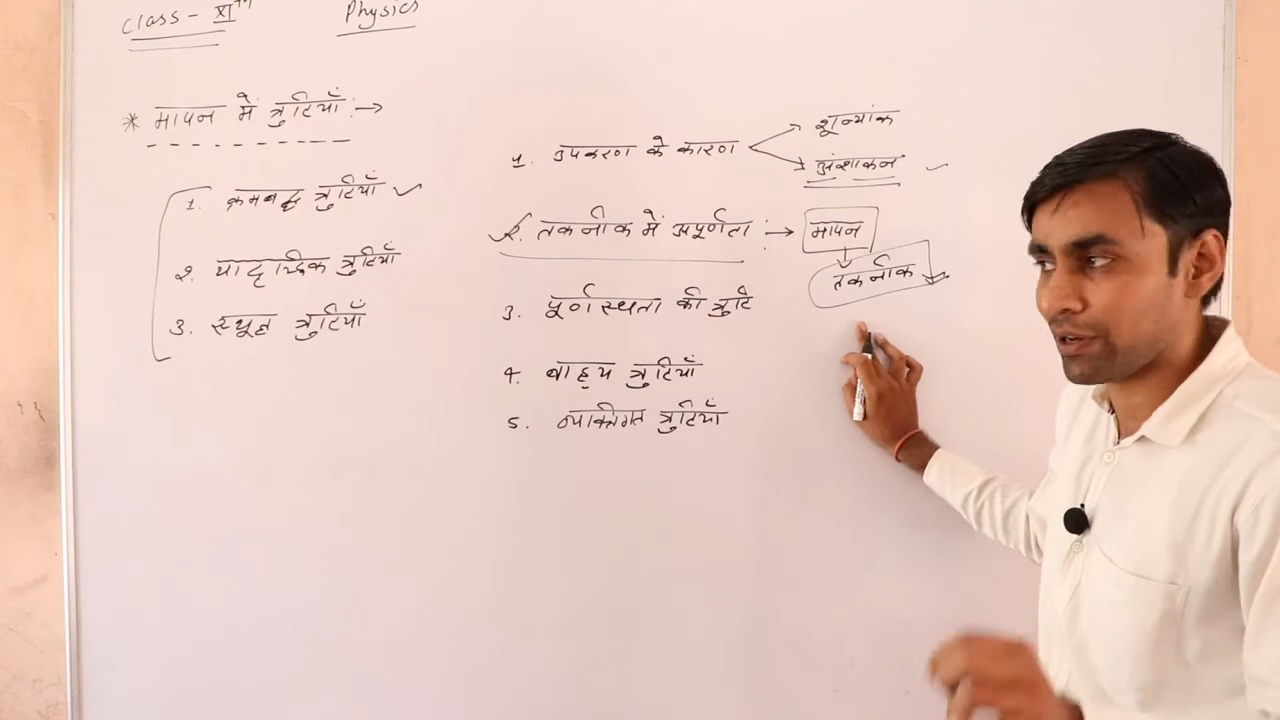 Class - XIth Physics
* मापन में त्रुटियाँ :→
1. क्रमबद्ध त्रुटियाँ ✓
2. यादृच्छिक त्रुटियाँ
3. स्थूल त्रुटियाँ
1. उपकरण के कारण
शून्यांक
अंशांकन ✓
2. तकनीक में अपूर्णता :→ मापन
तकनीक
3. पूर्णस्थता की त्रुटि
4. बाह्य त्रुटियाँ
5. व्यक्तिगत त्रुटियाँ